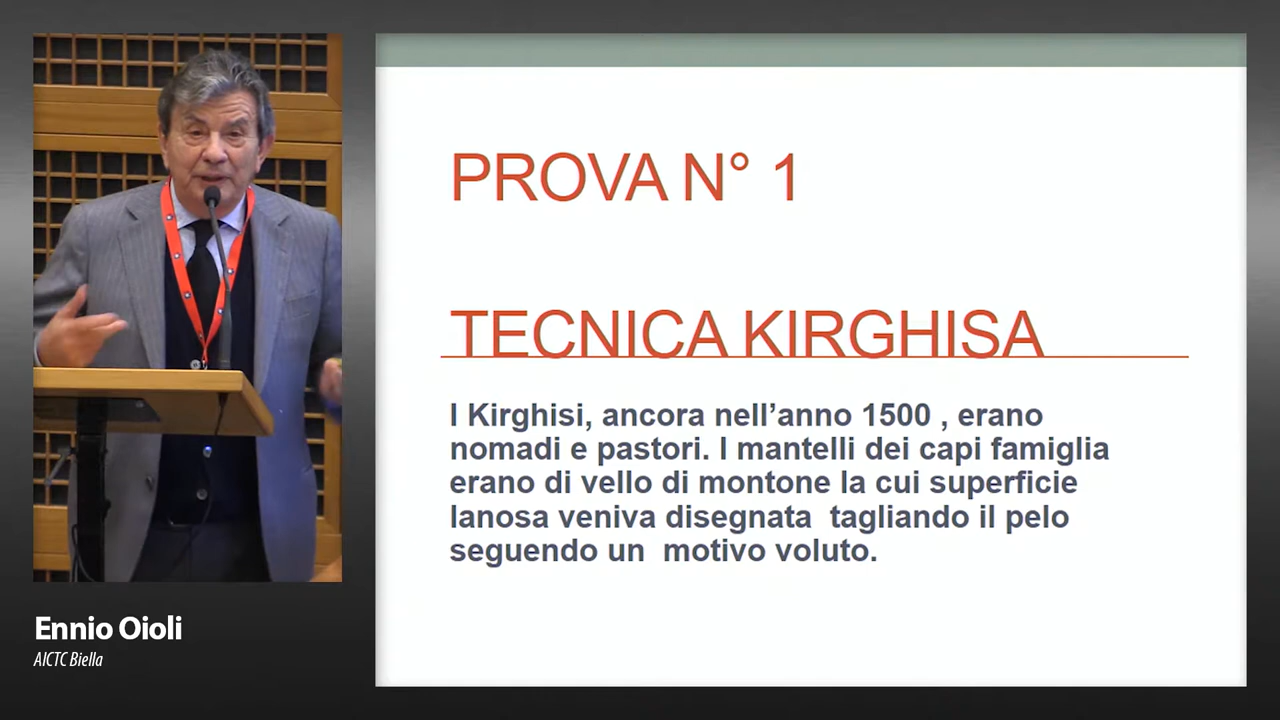 PROVA N° 1
TECNICA KIRGHISA
I Kirghisi, ancora nell'anno 1500 , erano
nomadi e pastori. I mantelli dei capi famiglia
erano di vello di montone la cui superficie
lanosa veniva disegnata  tagliando il pelo
seguendo un  motivo voluto.
Ennio Oioli
AICTC Biella